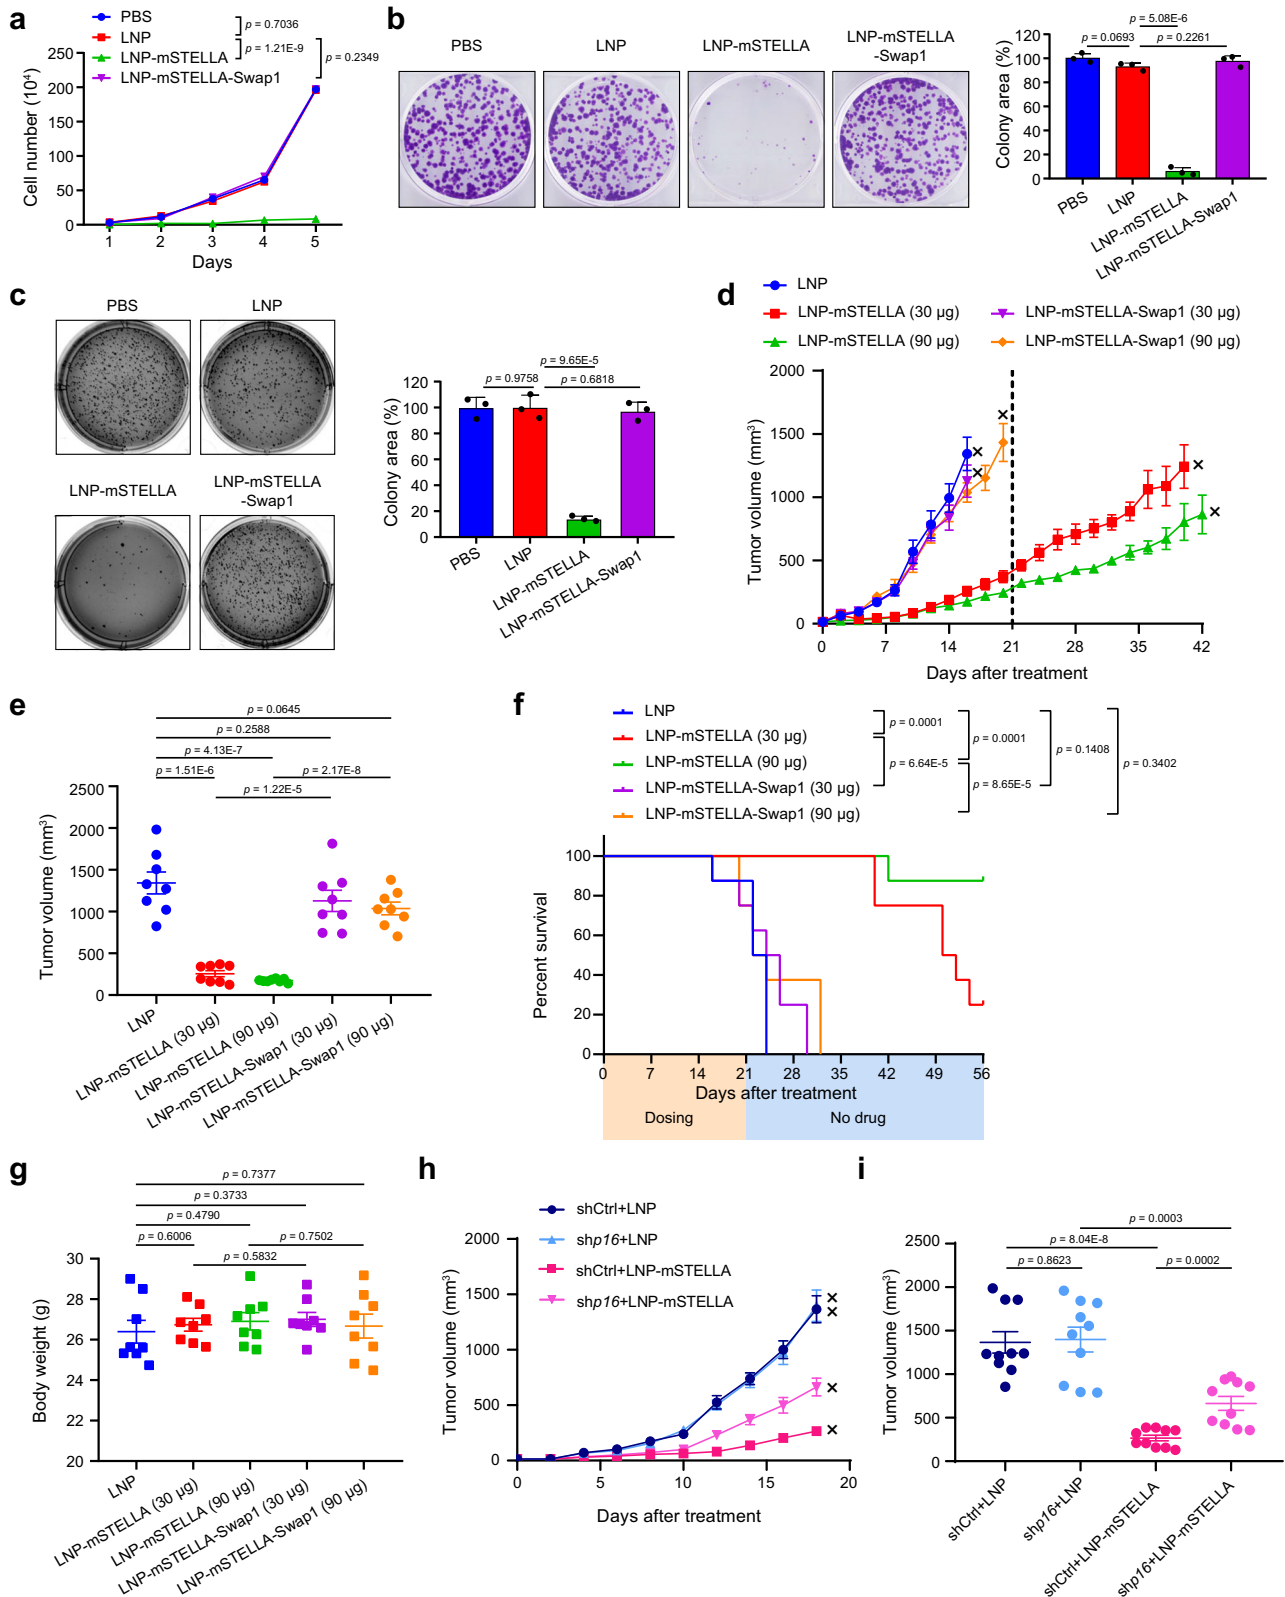 a
PBS
LNP
LNP-mSTELLA
LNP-mSTELLA-Swap1
p = 0.7036
p = 1.21E-9
p = 0.2349
Cell number (10⁴)
250
200
150
100
50
0
1 2 3 4 5
Days
b
PBS
LNP
LNP-mSTELLA
LNP-mSTELLA
-Swap1
p = 5.08E-6
p = 0.0693
p = 0.2261
Colony area (%)
120
100
80
60
40
20
0
PBS
LNP
LNP-mSTELLA
LNP-mSTELLA-Swap1
c
PBS
LNP
LNP-mSTELLA
LNP-mSTELLA
-Swap1
p = 9.65E-5
p = 0.9758
p = 0.6818
Colony area (%)
120
100
80
60
40
20
0
PBS
LNP
LNP-mSTELLA
LNP-mSTELLA-Swap1
d
LNP
LNP-mSTELLA (30 µg)
LNP-mSTELLA (90 µg)
LNP-mSTELLA-Swap1 (30 µg)
LNP-mSTELLA-Swap1 (90 µg)
Tumor volume (mm³)
2000
1500
1000
500
0
0 7 14 21 28 35 42
Days after treatment
e
p = 0.0645
p = 0.2588
p = 4.13E-7
p = 1.51E-6
p = 2.17E-8
p = 1.22E-5
Tumor volume (mm³)
2500
2000
1500
1000
500
0
LNP
LNP-mSTELLA (30 µg)
LNP-mSTELLA (90 µg)
LNP-mSTELLA-Swap1 (30 µg)
LNP-mSTELLA-Swap1 (90 µg)
f
LNP
LNP-mSTELLA (30 µg)
LNP-mSTELLA (90 µg)
LNP-mSTELLA-Swap1 (30 µg)
LNP-mSTELLA-Swap1 (90 µg)
p = 0.0001
p = 6.64E-5
p = 0.0001
p = 8.65E-5
p = 0.1408
p = 0.3402
Percent survival
100
80
60
40
20
0
0 7 14 21 28 35 42 49 56
Days after treatment
Dosing
No drug
g
p = 0.7377
p = 0.3733
p = 0.4790
p = 0.6006
p = 0.7502
p = 0.5832
Body weight (g)
30
28
26
24
22
20
LNP
LNP-mSTELLA (30 µg)
LNP-mSTELLA (90 µg)
LNP-mSTELLA-Swap1 (30 µg)
LNP-mSTELLA-Swap1 (90 µg)
h
shCtrl+LNP
shp16+LNP
shCtrl+LNP-mSTELLA
shp16+LNP-mSTELLA
Tumor volume (mm³)
2000
1500
1000
500
0
0 5 10 15 20
Days after treatment
i
p = 0.0003
p = 8.04E-8
p = 0.8623
p = 0.0002
Tumor volume (mm³)
2500
2000
1500
1000
500
0
shCtrl+LNP
shp16+LNP
shCtrl+LNP-mSTELLA
shp16+LNP-mSTELLA